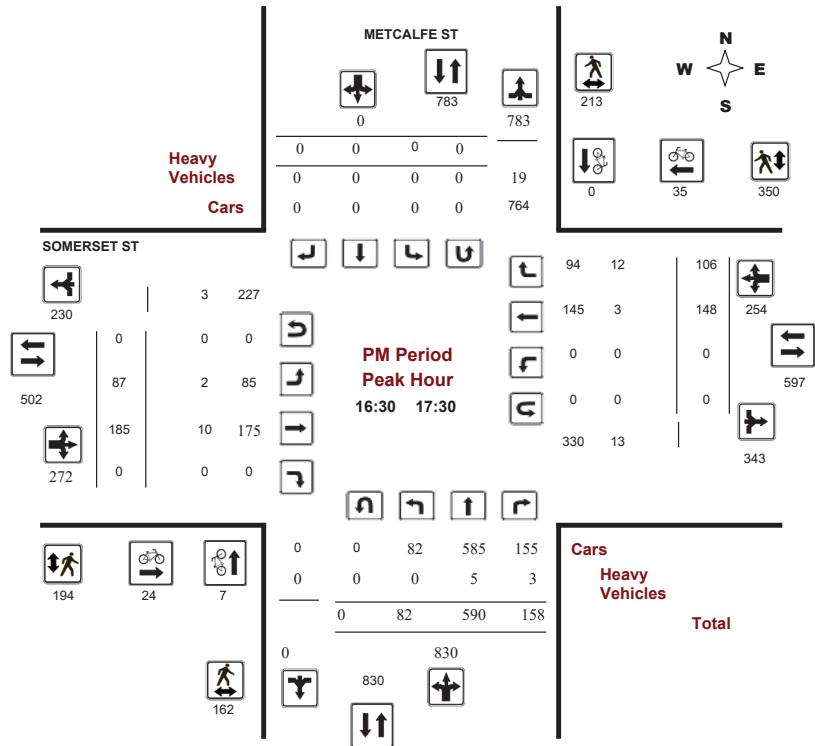 METCALFE ST
N
W E
S
783
213
0
783
0 0 0 0
Heavy
Vehicles
0 0 0 0 19
Cars
0 0 0 0 764
0 35 350
SOMERSET ST
94 12 106
230
3 227
145 3 148 254
0 0 0
0 0 0
PM Period
Peak Hour
16:30 17:30
502
87 2 85
597
0 0 0
185 10 175
330 13
343
272
0 0 0
0 0 82 585 155
Cars
0 0 0 5 3
Heavy
Vehicles
194 24 7
0 82 590 158
Total
0 830
830
162